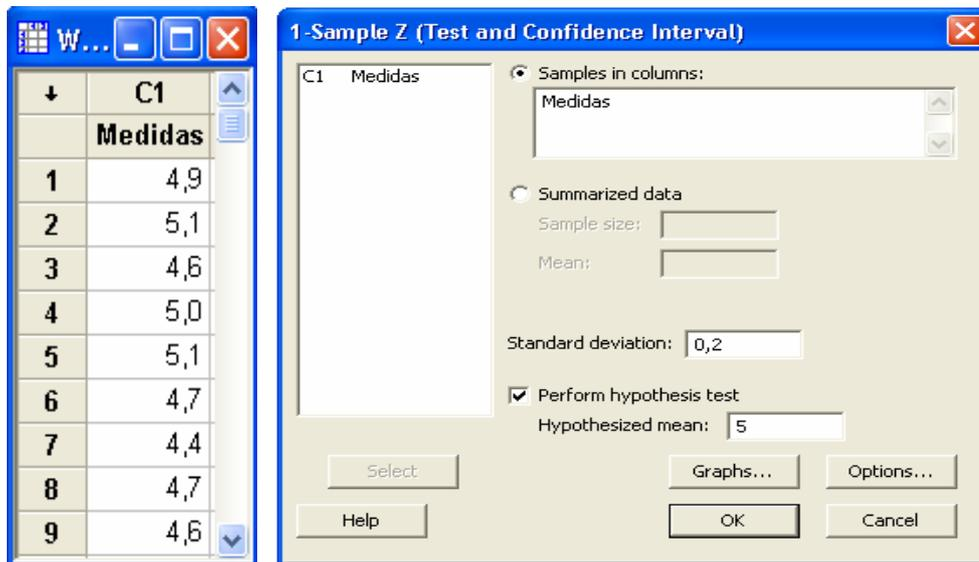 W...
↓ C1
Medidas
1 4,9
2 5,1
3 4,6
4 5,0
5 5,1
6 4,7
7 4,4
8 4,7
9 4,6
1-Sample Z (Test and Confidence Interval)
C1 Medidas
Samples in columns:
Medidas
Summarized data
Sample size:
Mean:
Standard deviation: 0,2
Perform hypothesis test
Hypothesized mean: 5
Select
Graphs...
Options...
Help
OK
Cancel